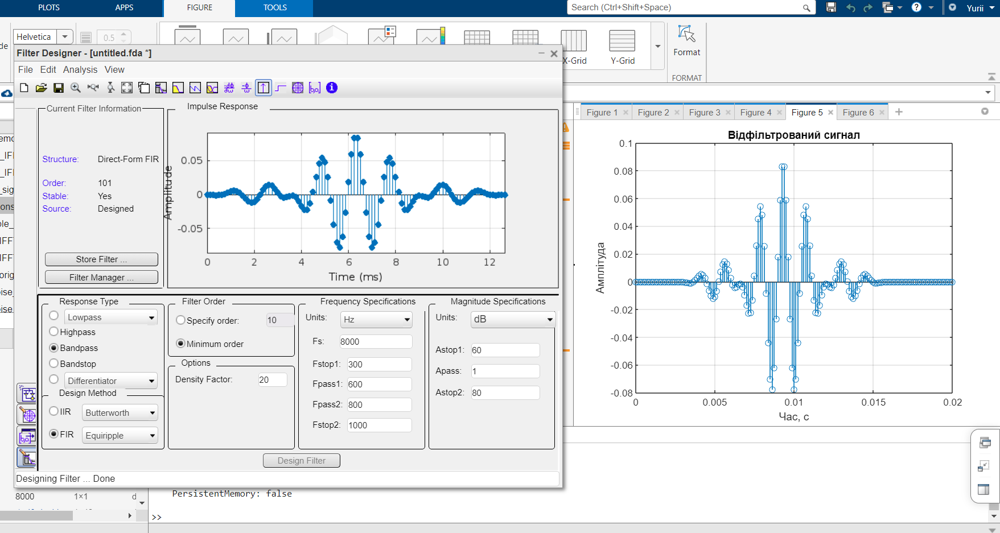 PLOTS APPS FIGURE TOOLS Search (Ctrl+Shift+Space) Yurii
Helvetica 0.5
de
X-Grid Y-Grid Format
FORMAT
Filter Designer - [untitled.fda *]
File Edit Analysis View
Current Filter Information
Structure: Direct-Form FIR
Order: 101
Stable: Yes
Source: Designed
Store Filter ...
Filter Manager ...
Impulse Response
Amplitude
0.05
0
-0.05
0 2 4 6 8 10 12
Time (ms)
Response Type
Lowpass
Highpass
Bandpass
Bandstop
Differentiator
Design Method
IIR Butterworth
FIR Equiripple
Filter Order
Specify order: 10
Minimum order
Options
Density Factor: 20
Frequency Specifications
Units: Hz
Fs: 8000
Fstop1: 300
Fpass1: 600
Fpass2: 800
Fstop2: 1000
Magnitude Specifications
Units: dB
Astop1: 60
Apass: 1
Astop2: 80
Design Filter
Designing Filter ... Done
Figure 1 Figure 2 Figure 3 Figure 4 Figure 5 Figure 6
Відфільтрований сигнал
Амплітуда
0.1
0.08
0.06
0.04
0.02
0
-0.02
-0.04
-0.06
-0.08
0 0.005 0.01 0.015 0.02
Час, с
8000 1×1 d
PersistentMemory: false
>>